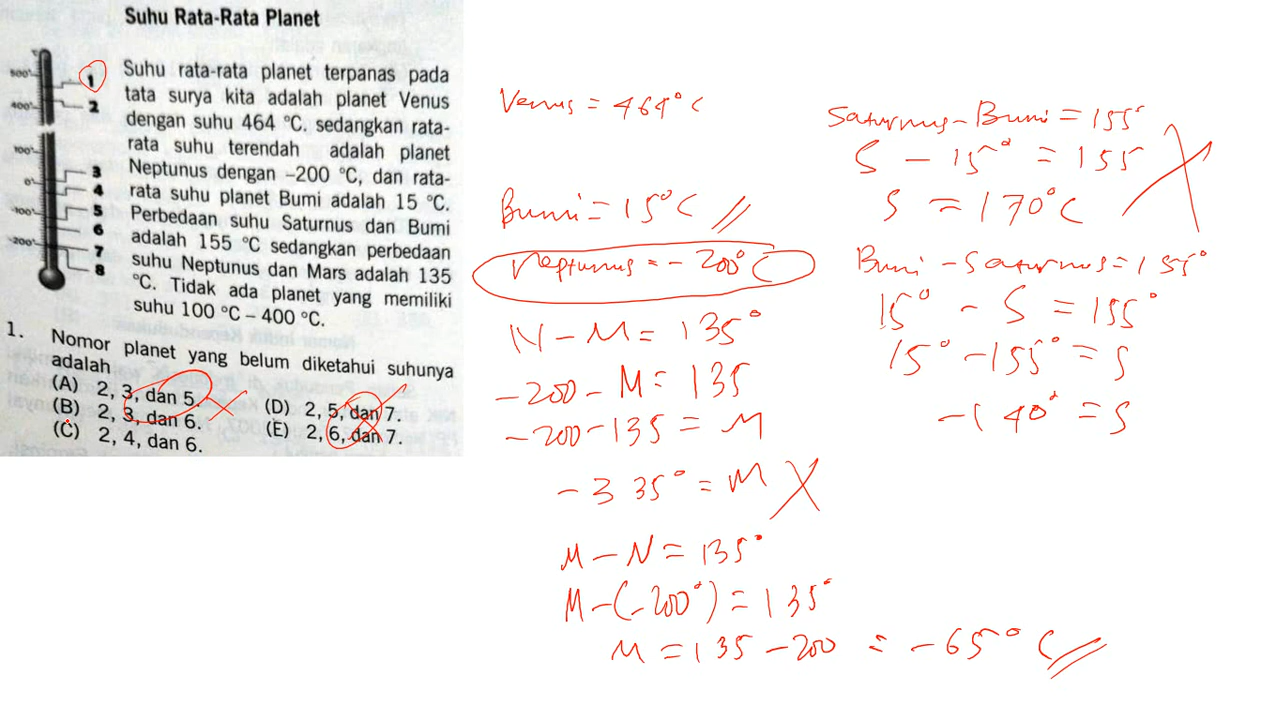 Suhu Rata-Rata Planet
°C
500°
400°
100°
0°
-100°
-200°
1
2
3
4
5
6
7
8
Suhu rata-rata planet terpanas pada
tata surya kita adalah planet Venus
dengan suhu 464 °C. sedangkan rata-
rata suhu terendah adalah planet
Neptunus dengan –200 °C, dan rata-
rata suhu planet Bumi adalah 15 °C.
Perbedaan suhu Saturnus dan Bumi
adalah 155 °C sedangkan perbedaan
suhu Neptunus dan Mars adalah 135
°C. Tidak ada planet yang memiliki
suhu 100 °C – 400 °C.
1. Nomor planet yang belum diketahui suhunya
adalah
(A) 2, 3, dan 5.
(B) 2, 3, dan 6.
(C) 2, 4, dan 6.
(D) 2, 5, dan 7.
(E) 2, 6, dan 7.
Venus = 464°C
Bumi = 15°C
Neptunus = - 200°C
N - M = 135°
-200 - M = 135
-200 - 135 = M
- 335° = M
M - N = 135°
M - (-200°) = 135°
M = 135 - 200 = - 65°C
Saturnus - Bumi = 155°
S - 15° = 155
S = 170°C
Bumi - Saturnus = 155°
15° - S = 155°
15° - 155° = S
- 140° = S